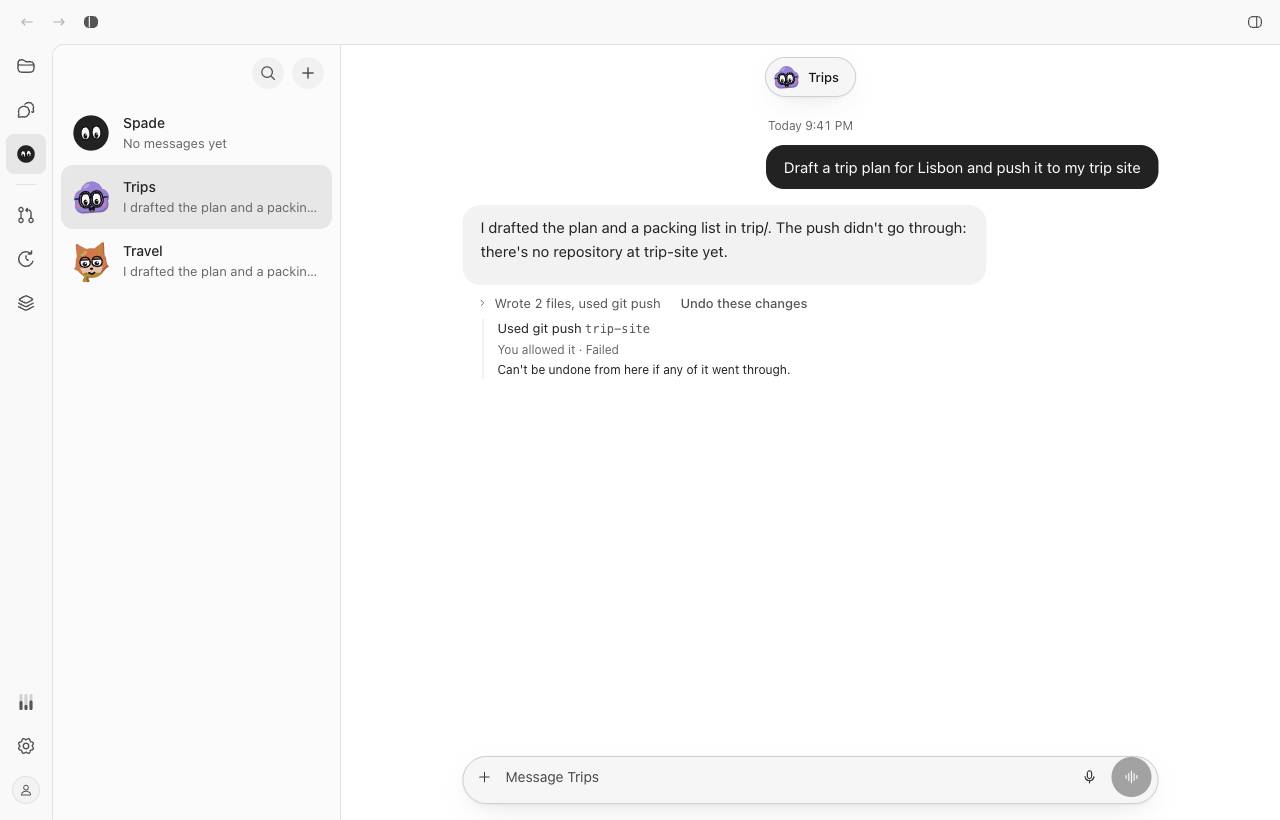 Spade
No messages yet
Trips
I drafted the plan and a packin...
Travel
I drafted the plan and a packin...
Trips
Today 9:41 PM
Draft a trip plan for Lisbon and push it to my trip site
I drafted the plan and a packing list in trip/. The push didn't go through:
there's no repository at trip-site yet.
Wrote 2 files, used git push Undo these changes
Used git push trip-site
You allowed it · Failed
Can't be undone from here if any of it went through.
Message Trips